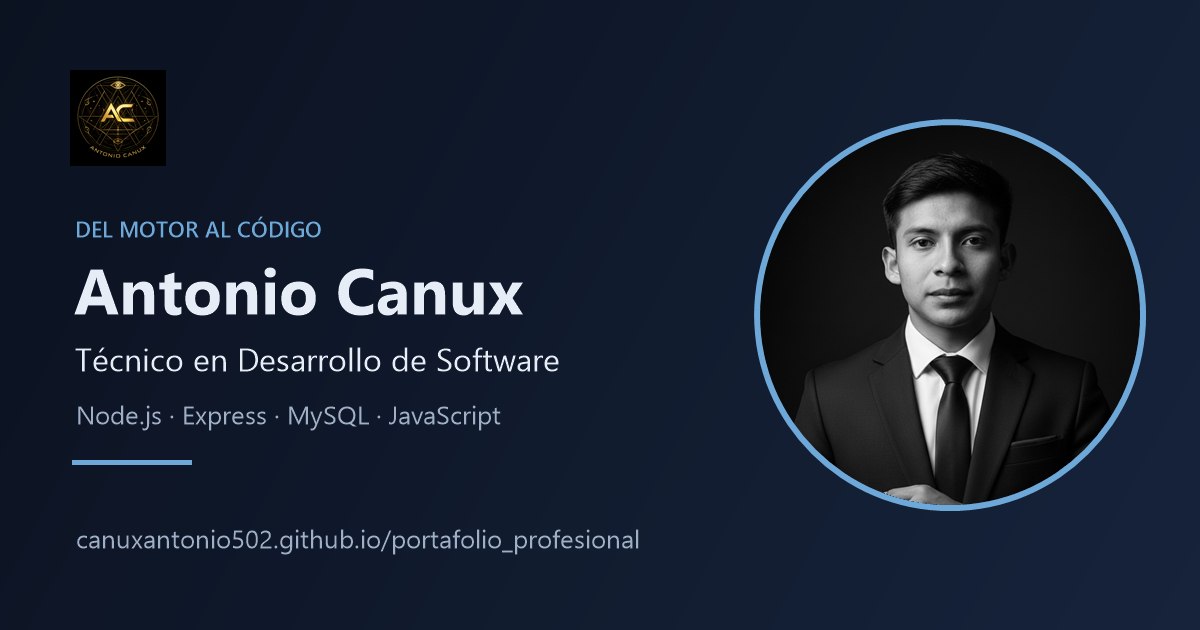 AC
ANTONIO CANUX
DEL MOTOR AL CÓDIGO
Antonio Canux
Técnico en Desarrollo de Software
Node.js · Express · MySQL · JavaScript
canuxantonio502.github.io/portafolio_profesional